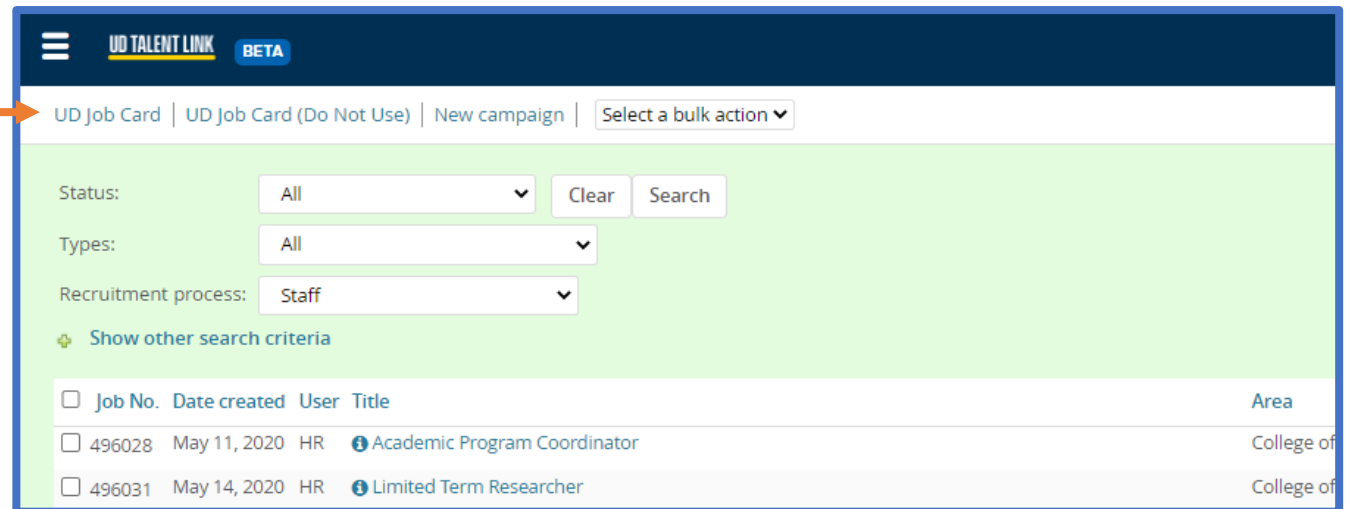 UD TALENT LINK BETA
UD Job Card | UD Job Card (Do Not Use) | New campaign | Select a bulk action
Status: All Clear Search
Types: All
Recruitment process: Staff
Show other search criteria
Job No. Date created User Title Area
496028 May 11, 2020 HR Academic Program Coordinator College of
496031 May 14, 2020 HR Limited Term Researcher College of